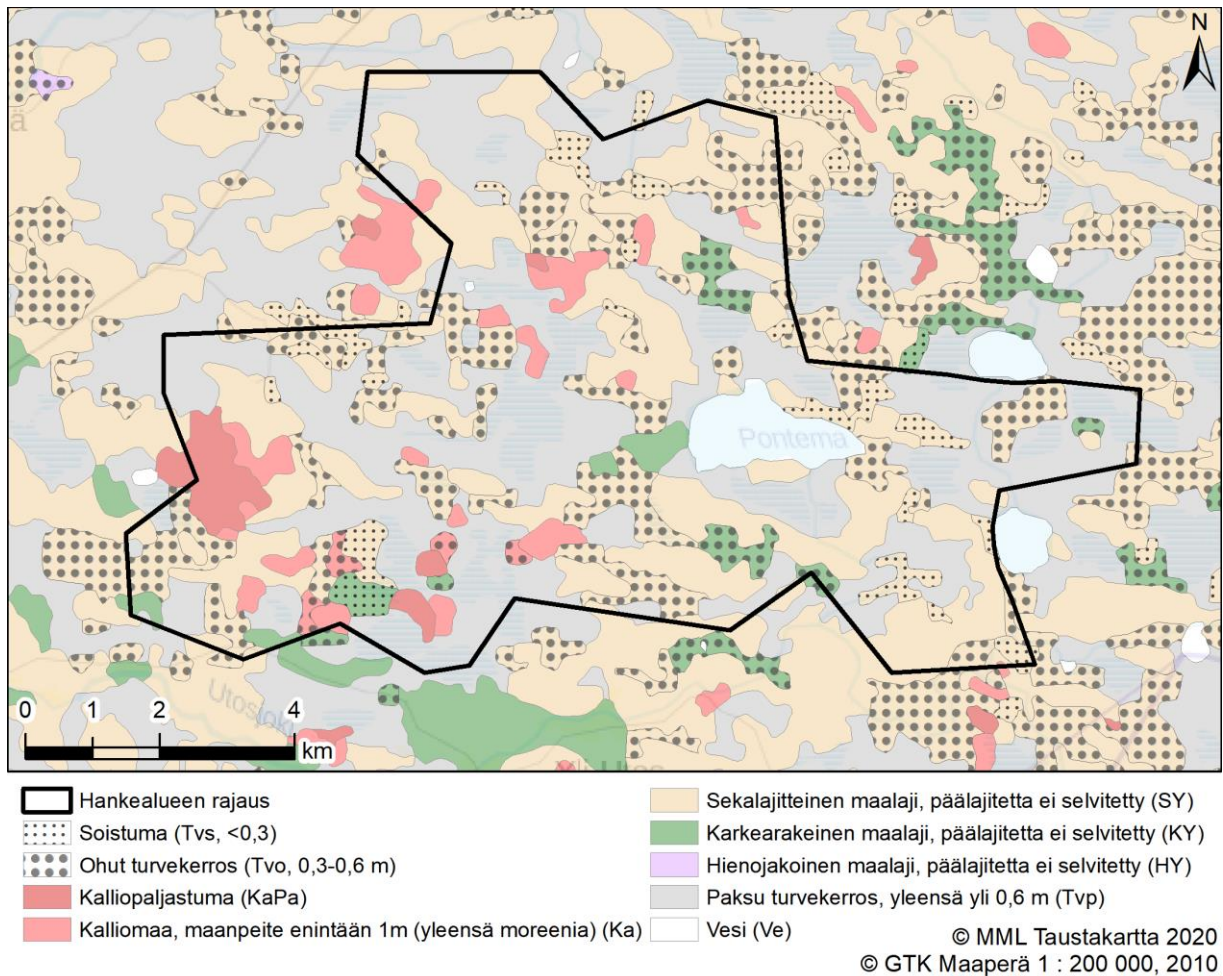 N
ä
Pontema
Utostok
0 1 2 4
km
Hankealueen rajaus
Soistuma (Tvs, <0,3)
Ohut turvekerros (Tvo, 0,3-0,6 m)
Kalliopaljastuma (KaPa)
Kalliomaa, maanpeite enintään 1m (yleensä moreenia) (Ka)
Sekalajitteinen maalaji, päälajitetta ei selvitetty (SY)
Karkearakeinen maalaji, päälajitetta ei selvitetty (KY)
Hienojakoinen maalaji, päälajitetta ei selvitetty (HY)
Paksu turvekerros, yleensä yli 0,6 m (Tvp)
Vesi (Ve)
© MML Taustakartta 2020
© GTK Maaperä 1 : 200 000, 2010